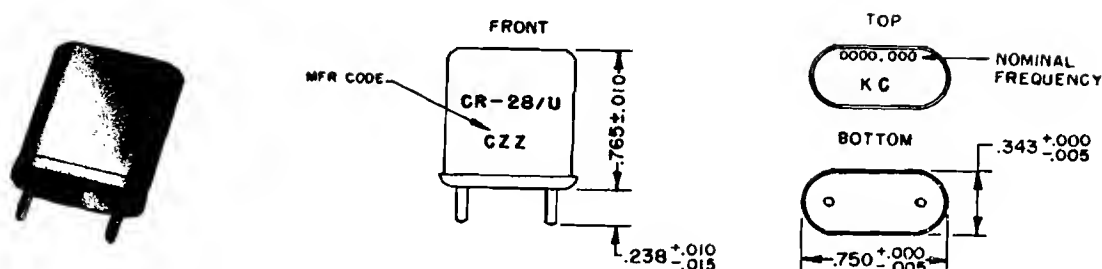 FRONT
MFR CODE
CR-28/U
CZZ
.765±.010
.238 +.010 -.015
TOP
0000.000
KC
NOMINAL
FREQUENCY
BOTTOM
.343 +.000 -.005
.750 +.000 -.005